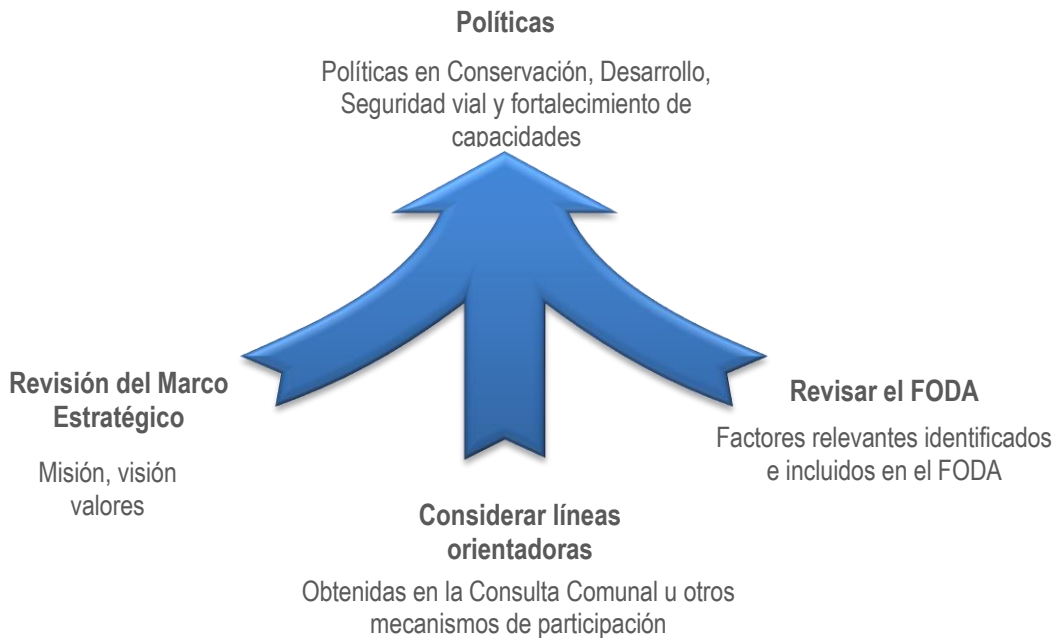 Políticas
Políticas en Conservación, Desarrollo,
Seguridad vial y fortalecimiento de
capacidades
Revisión del Marco
Estratégico
Misión, visión
valores
Considerar líneas
orientadoras
Obtenidas en la Consulta Comunal u otros
mecanismos de participación
Revisar el FODA
Factores relevantes identificados
e incluidos en el FODA